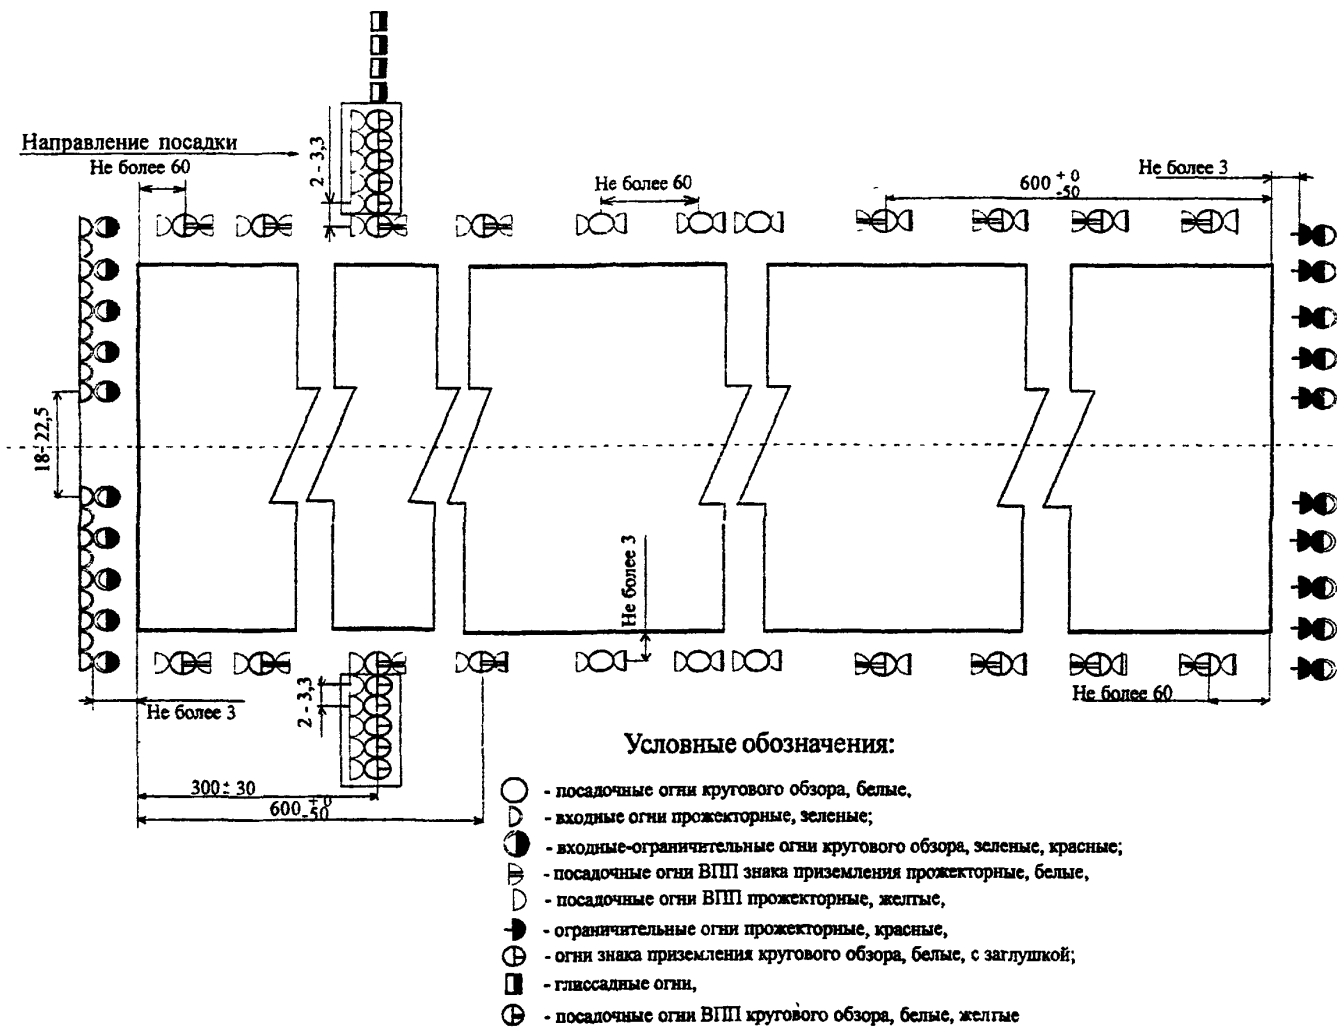 Направление посадки
Не более 60
2 - 3,3
Не более 60
600 + 0 -50
Не более 3
18-22,5
Не более 3
2 - 3,3
Не более 3
Не более 60
300± 30
600 + 0 -50
Условные обозначения:
- посадочные огни кругового обзора, белые,
- входные огни прожекторные, зеленые;
- входные-ограничительные огни кругового обзора, зеленые, красные;
- посадочные огни ВПП знака приземления прожекторные, белые,
- посадочные огни ВПП прожекторные, желтые,
- ограничительные огни прожекторные, красные,
- огни знака приземления кругового обзора, белые, с заглушкой;
- глиссадные огни,
- посадочные огни ВПП кругового обзора, белые, желтые